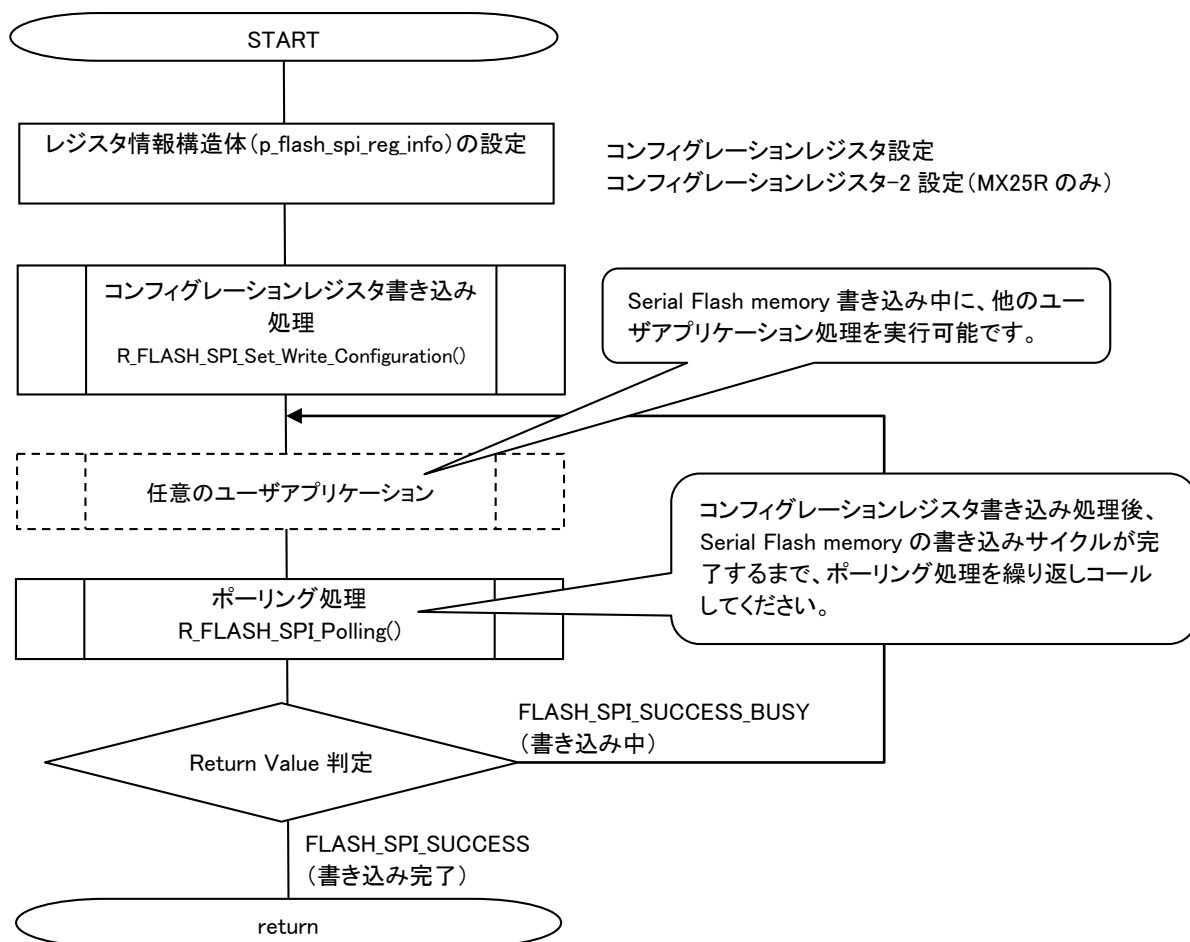 START
レジスタ情報構造体(p_flash_spi_reg_info)の設定
コンフィグレーションレジスタ設定
コンフィグレーションレジスタ-2 設定(MX25R のみ)
コンフィグレーションレジスタ書き込み
処理
R_FLASH_SPI_Set_Write_Configuration()
Serial Flash memory 書き込み中に、他のユー
ザアプリケーション処理を実行可能です。
任意のユーザアプリケーション
コンフィグレーションレジスタ書き込み処理後、
Serial Flash memory の書き込みサイクルが完
了するまで、ポーリング処理を繰り返しコール
してください。
ポーリング処理
R_FLASH_SPI_Polling()
FLASH_SPI_SUCCESS_BUSY
(書き込み中)
Return Value 判定
FLASH_SPI_SUCCESS
(書き込み完了)
return